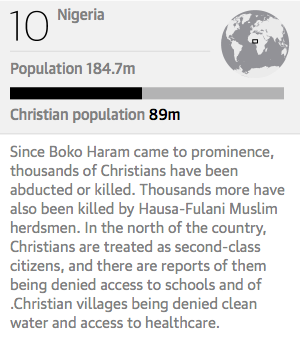 10 Nigeria
Population 184.7m
Christian population 89m
Since Boko Haram came to prominence,
thousands of Christians have been
abducted or killed. Thousands more have
also been killed by Hausa-Fulani Muslim
herdsmen. In the north of the country,
Christians are treated as second-class
citizens, and there are reports of them
being denied access to schools and of
.Christian villages being denied clean
water and access to healthcare.